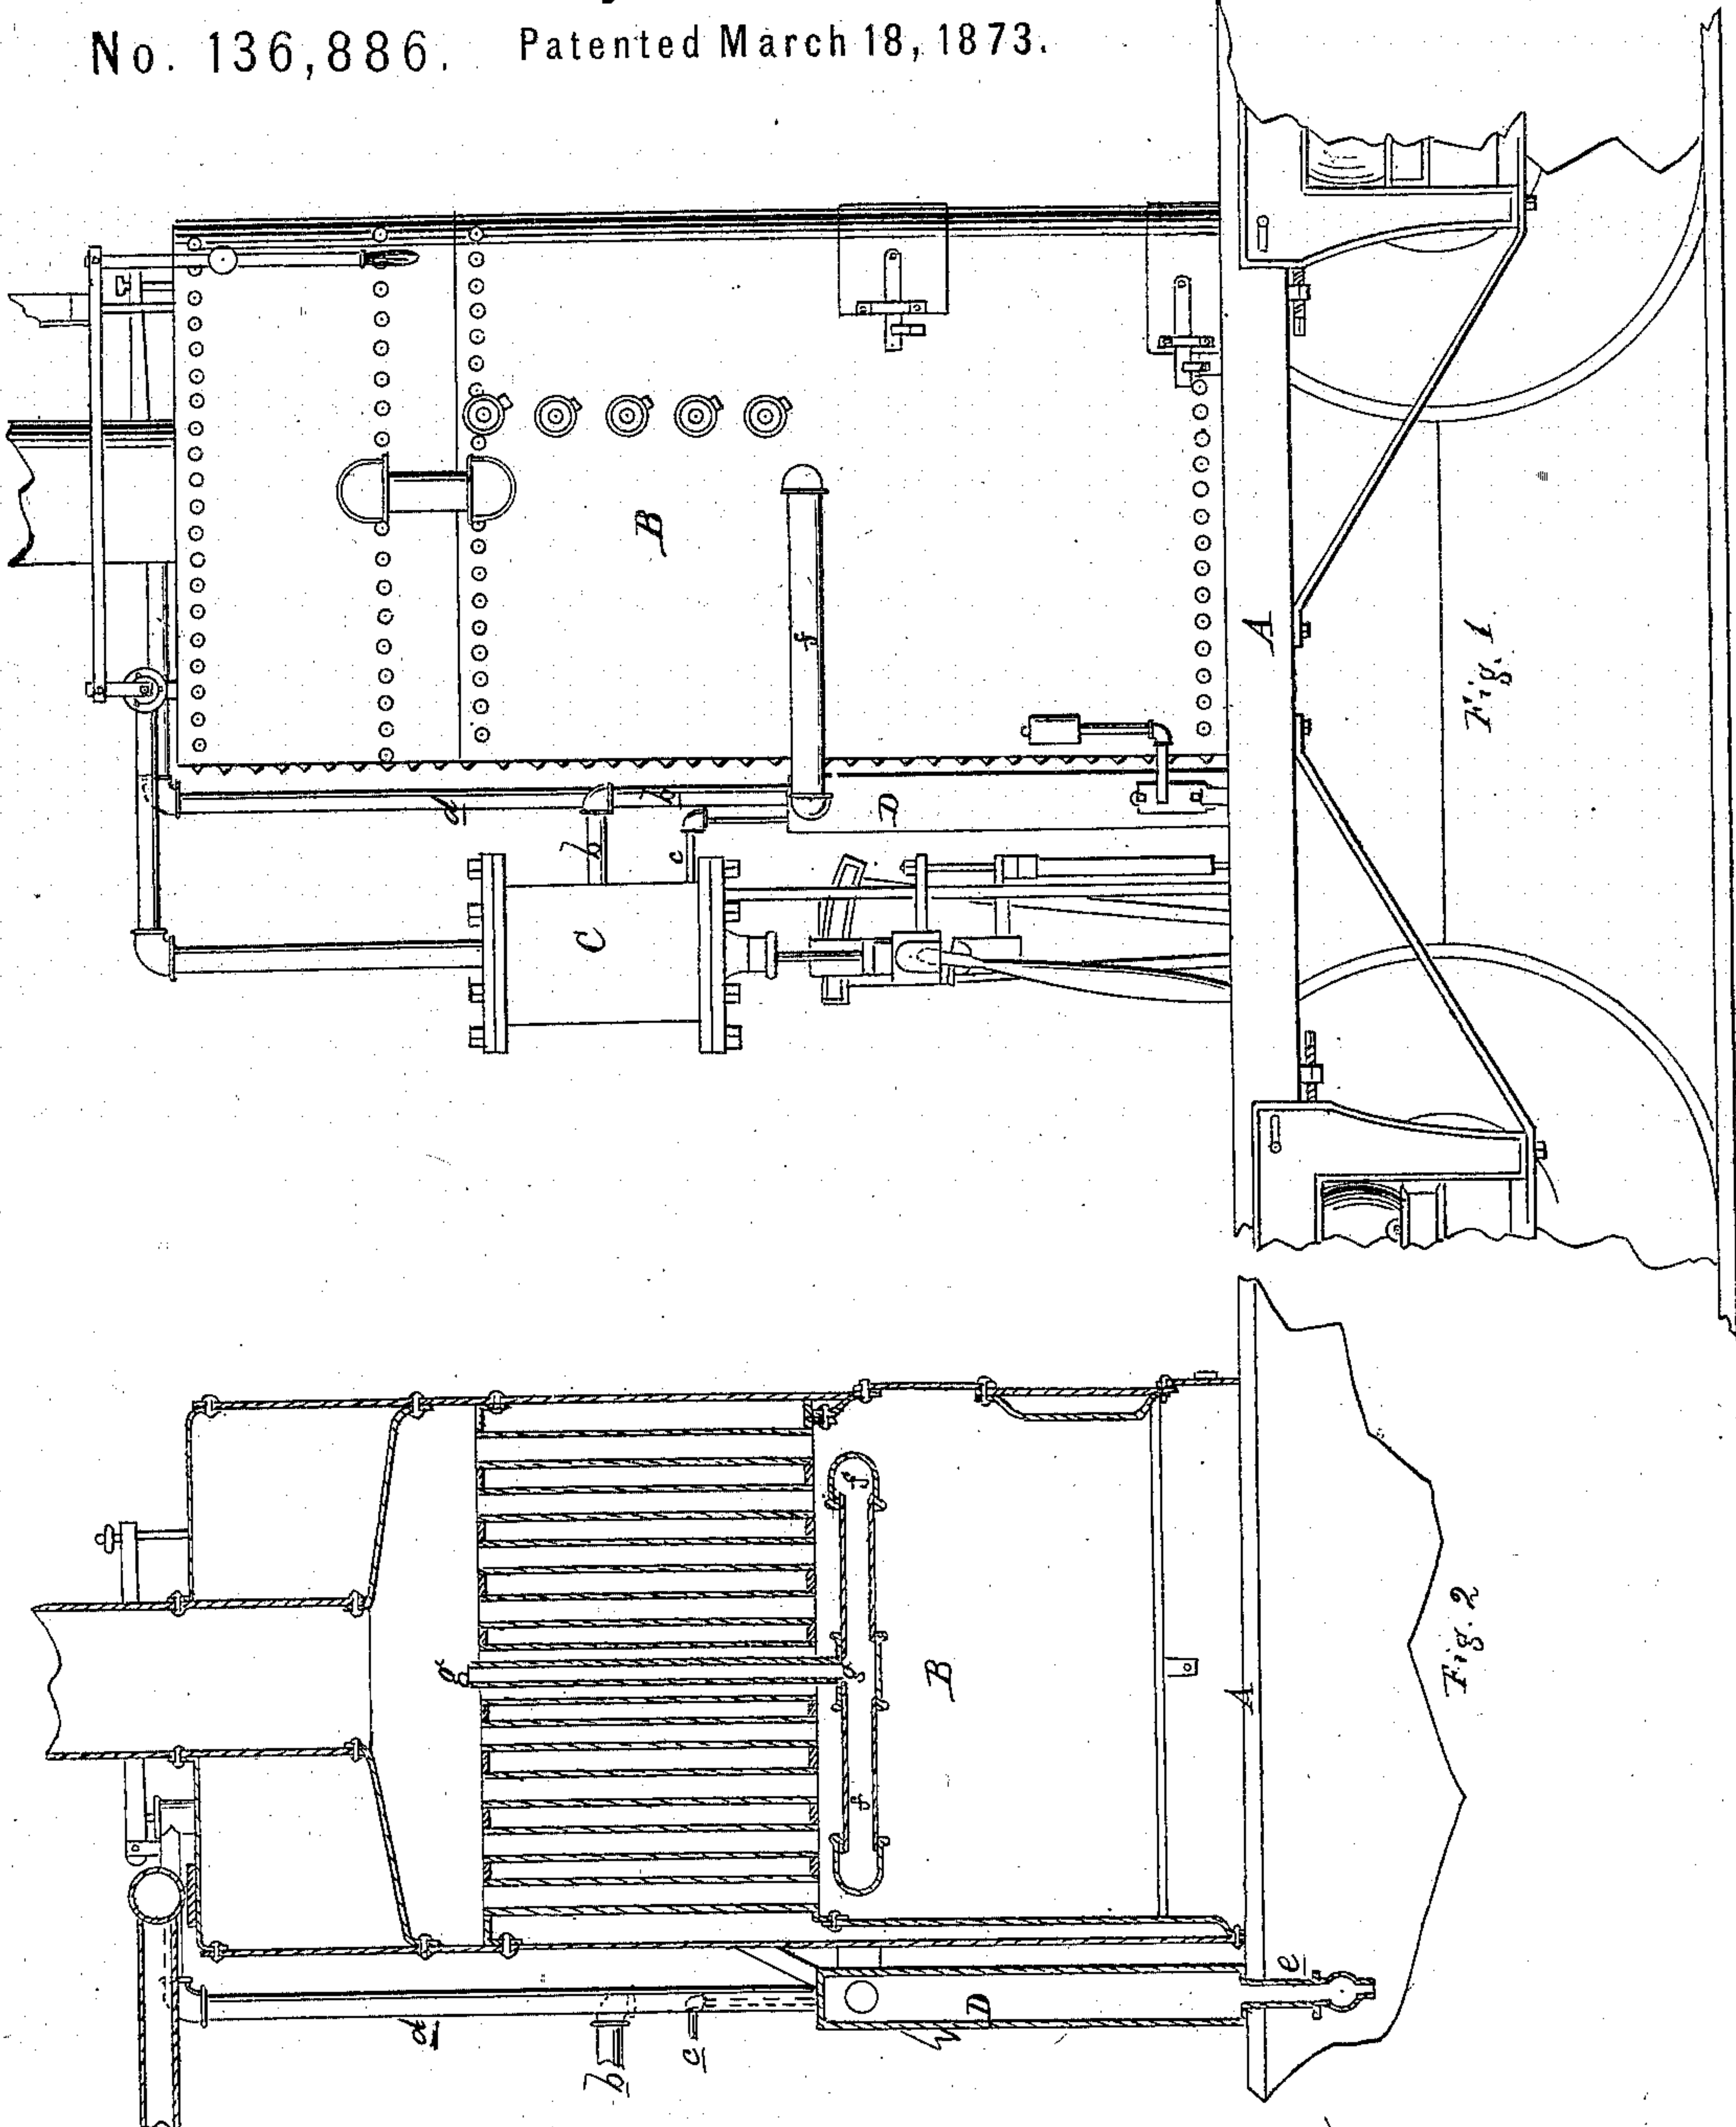 No. 136,886. Patented March 18, 1873.
B
f
A
Fig. 1.
d
b
D
b
c
C
f
g
g
B
A
Fig. 2
f
e
D
d
c
b